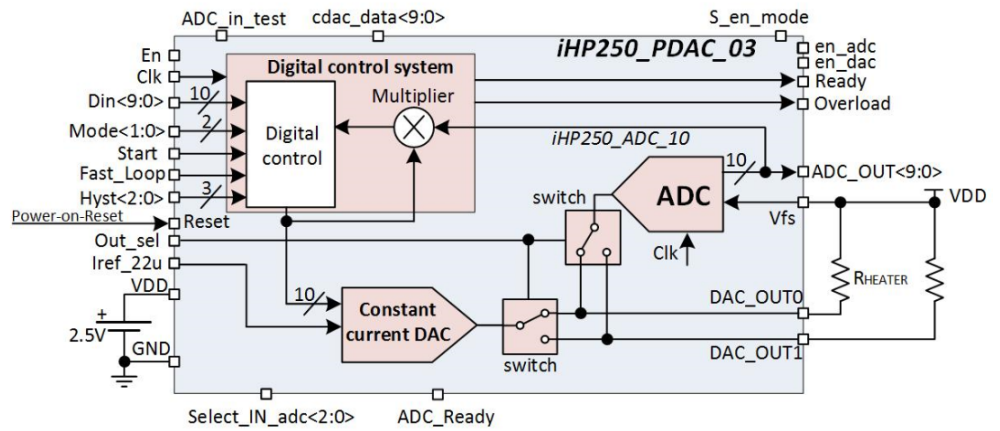 ADC_in_test
cdac_data<9:0>
S_en_mode
iHP250_PDAC_03
En
Clk
Din<9:0>
10
Mode<1:0>
2
Start
Fast_Loop
Hyst<2:0>
3
Power-on-Reset
Reset
Out_sel
Iref_22u
VDD
+
2.5V
GND
Digital control system
Multiplier
Digital
control
iHP250_ADC_10
10
ADC
switch
Clk
Vfs
10
Constant
current DAC
switch
en_adc
en_dac
Ready
Overload
ADC_OUT<9:0>
VDD
RHEATER
DAC_OUT0
DAC_OUT1
Select_IN_adc<2:0>
ADC_Ready